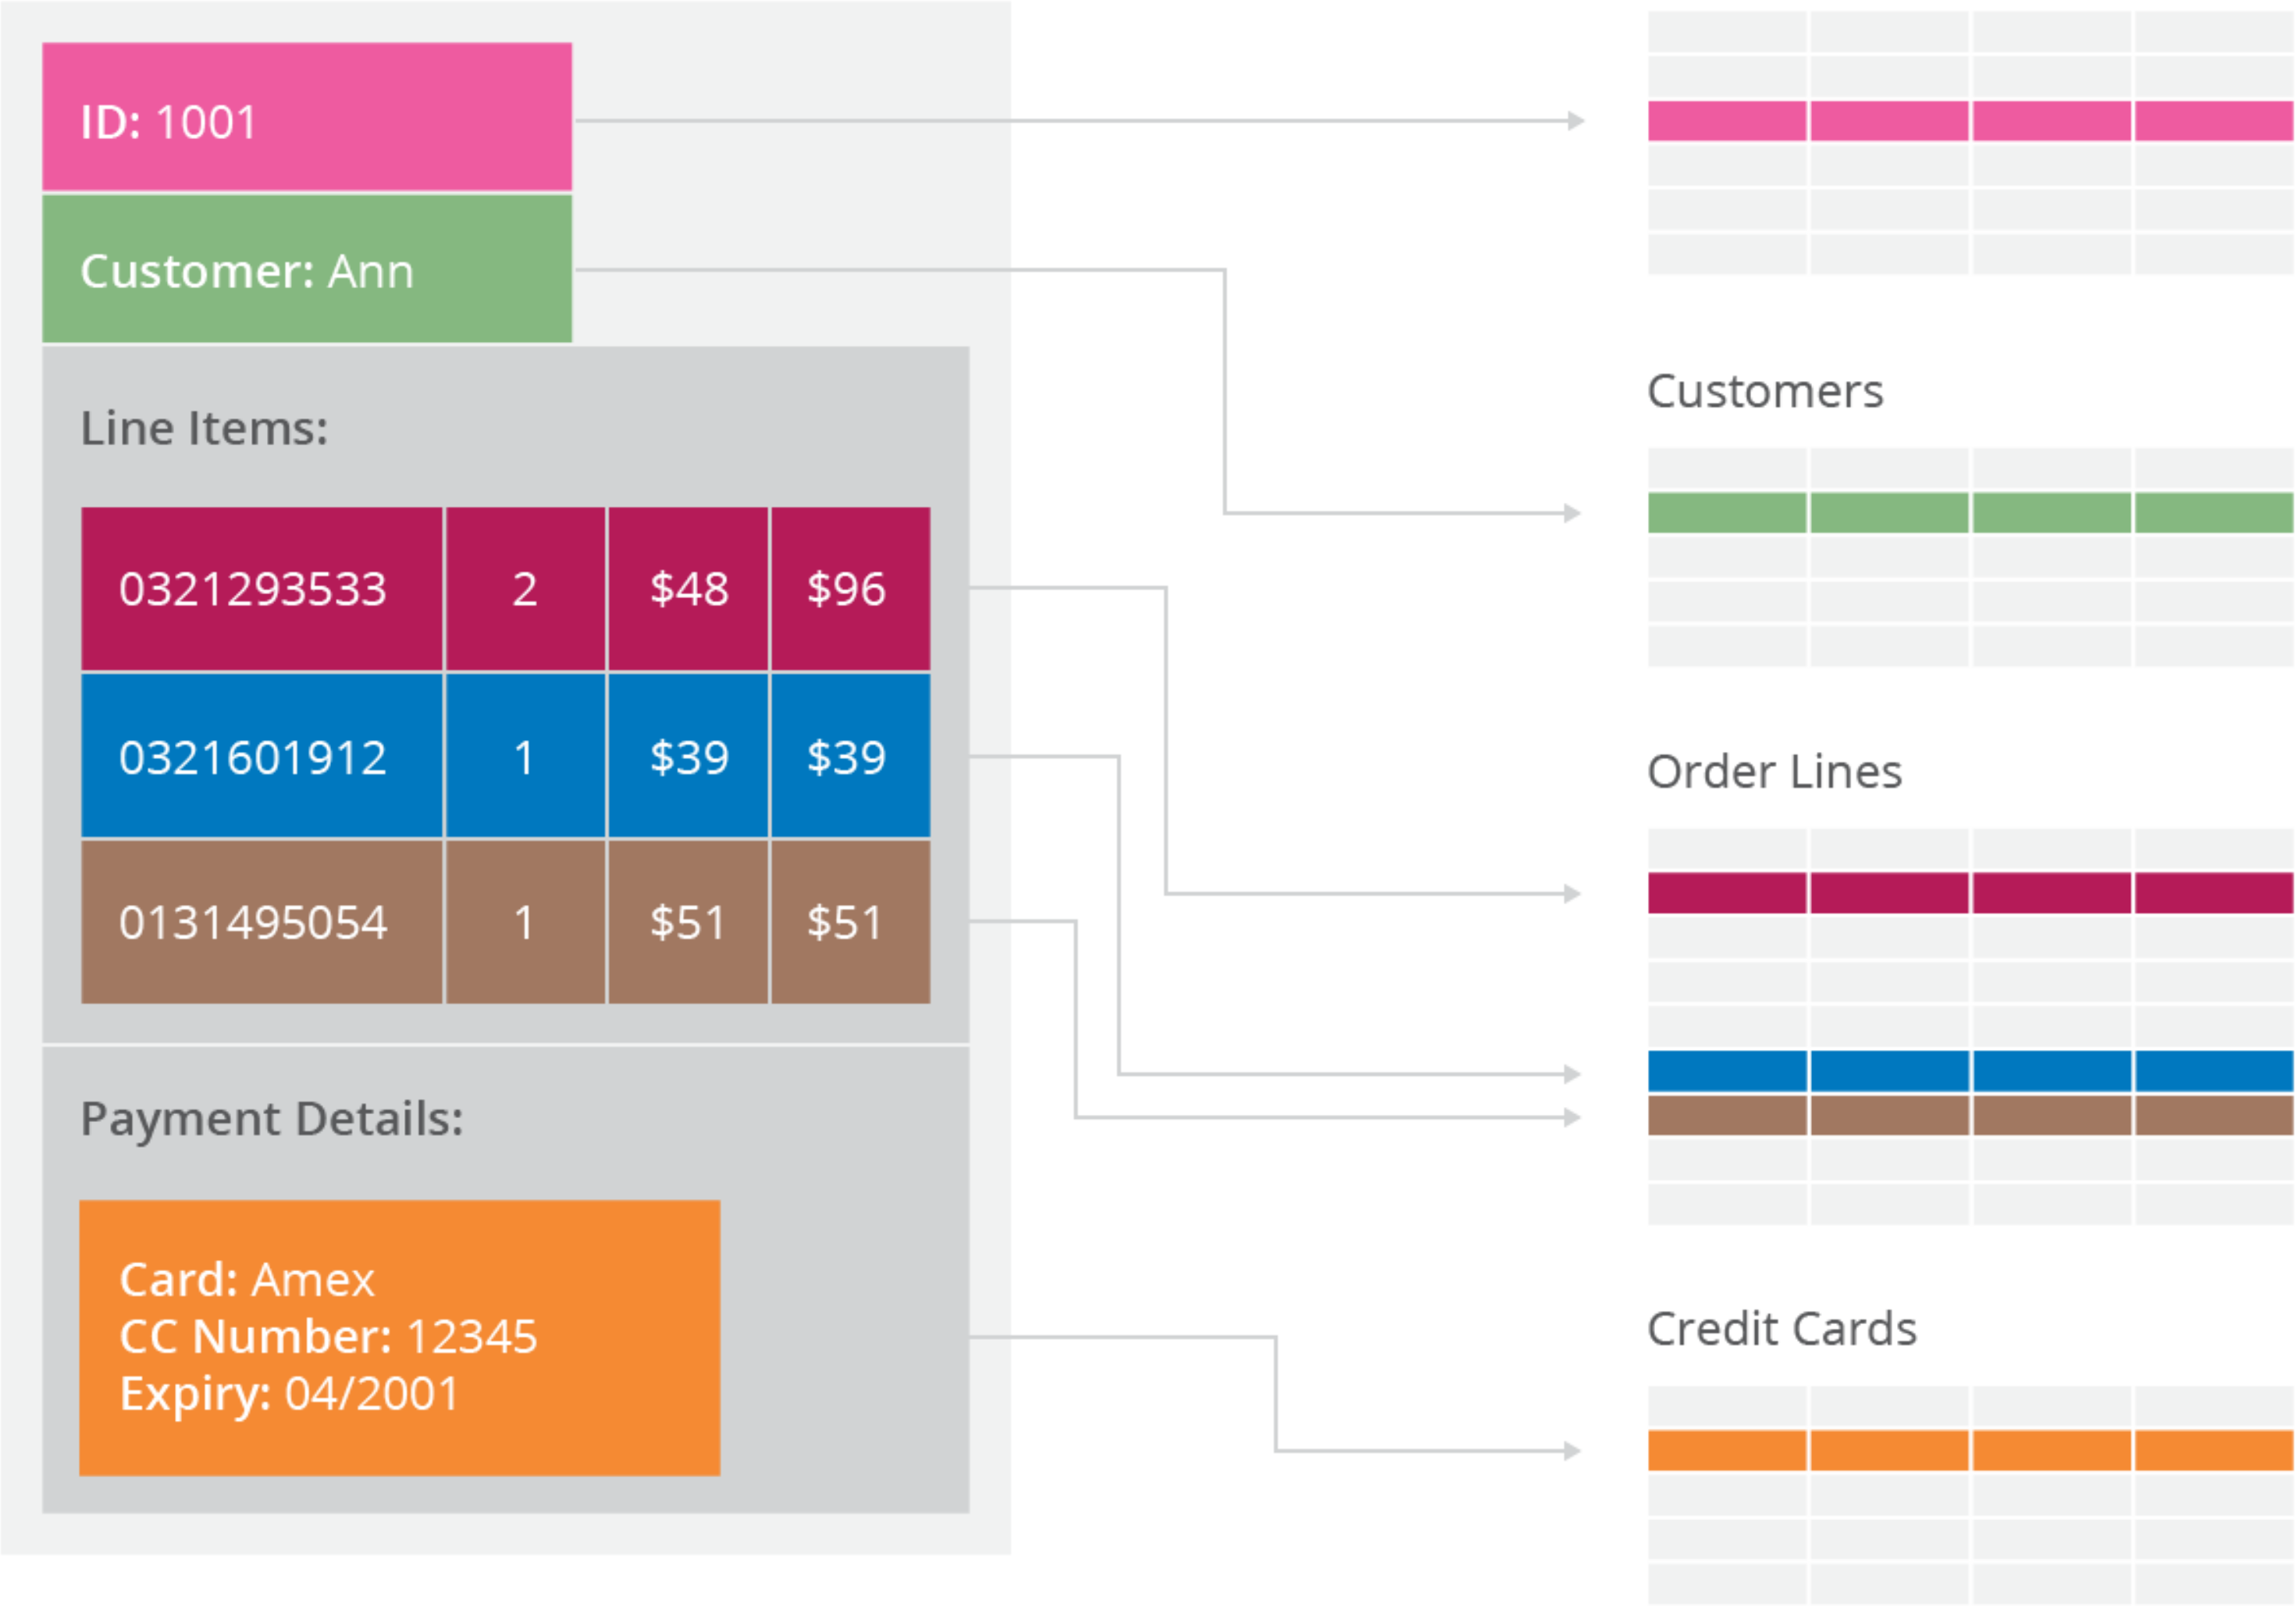 ID: 1001
Customer: Ann
Line Items:
0321293533 2 $48 $96
0321601912 1 $39 $39
0131495054 1 $51 $51
Payment Details:
Card: Amex
CC Number: 12345
Expiry: 04/2001
Customers
Order Lines
Credit Cards